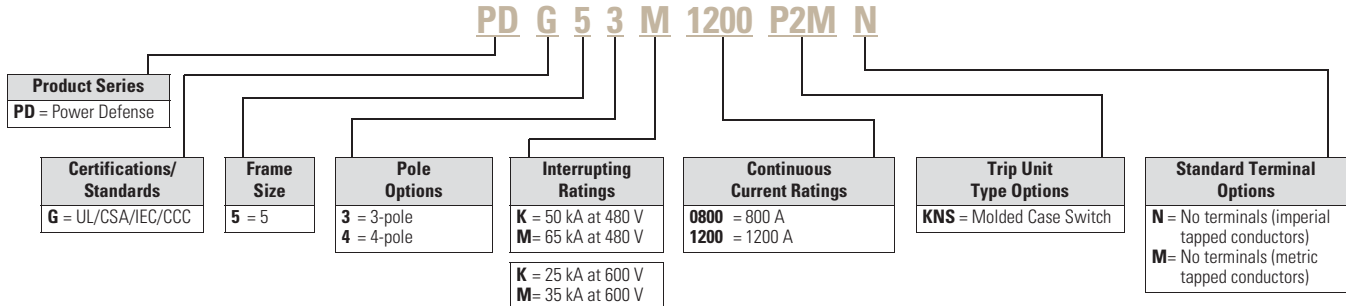 PD G 5 3 M 1200 P2M N
Product Series
PD = Power Defense
Certifications/
Standards
G = UL/CSA/IEC/CCC
Frame
Size
5 = 5
Pole
Options
3 = 3-pole
4 = 4-pole
Interrupting
Ratings
K = 50 kA at 480 V
M= 65 kA at 480 V
K = 25 kA at 600 V
M= 35 kA at 600 V
Continuous
Current Ratings
0800 = 800 A
1200 = 1200 A
Trip Unit
Type Options
KNS = Molded Case Switch
Standard Terminal
Options
N = No terminals (imperial
tapped conductors)
M= No terminals (metric
tapped conductors)